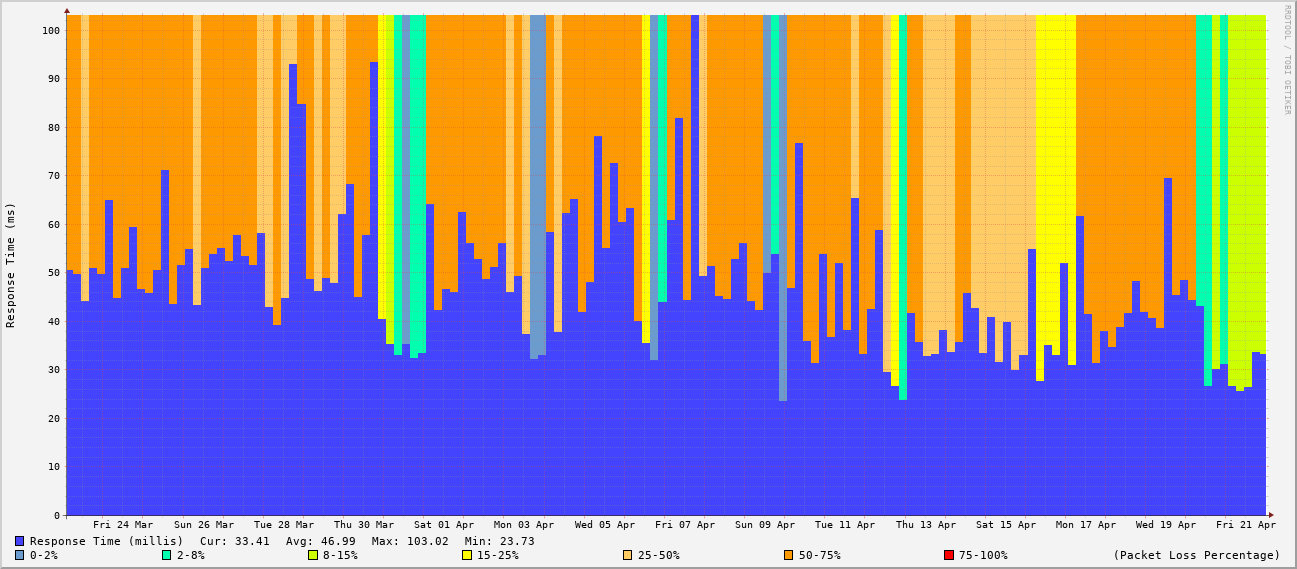 RRDTOOL / TOBI OETIKER
Response Time (ms)
100
90
80
70
60
50
40
30
20
10
0
Fri 24 Mar Sun 26 Mar Tue 28 Mar Thu 30 Mar Sat 01 Apr Mon 03 Apr Wed 05 Apr Fri 07 Apr Sun 09 Apr Tue 11 Apr Thu 13 Apr Sat 15 Apr Mon 17 Apr Wed 19 Apr Fri 21 Apr
Response Time (millis) Cur: 33.41 Avg: 46.99 Max: 103.02 Min: 23.73
0-2% 2-8% 8-15% 15-25% 25-50% 50-75% 75-100% (Packet Loss Percentage)